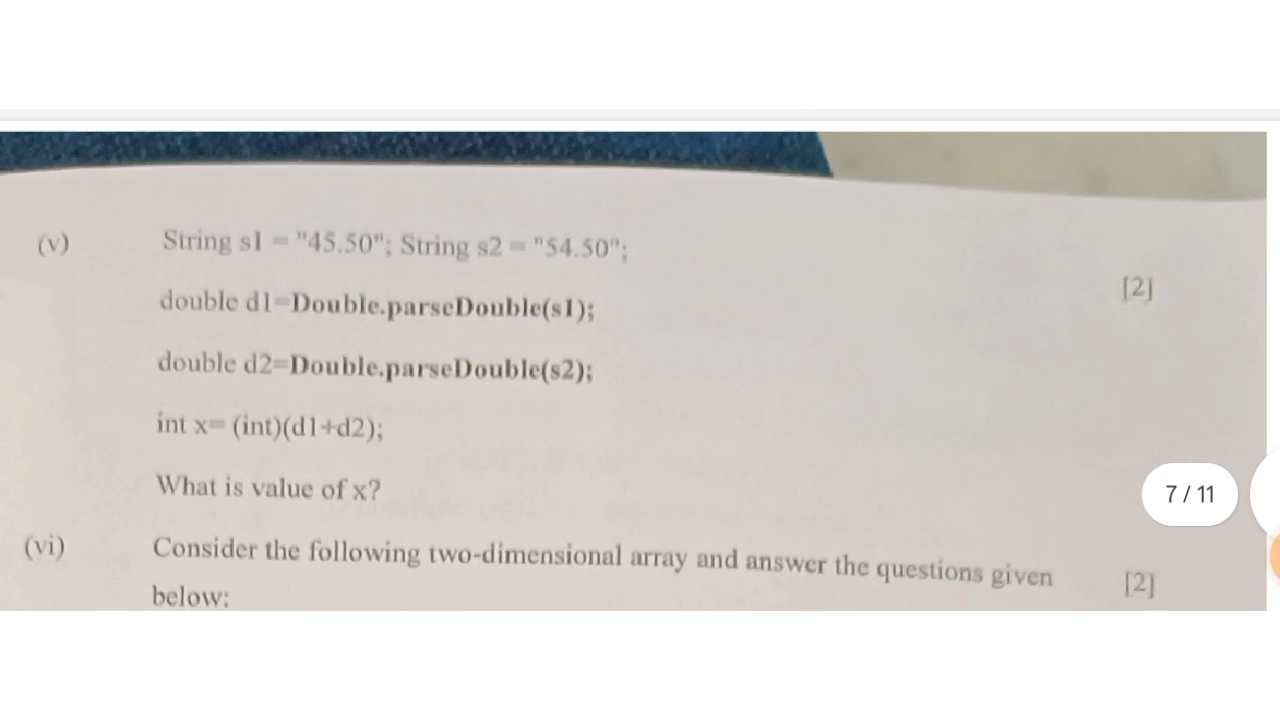 (v) String s1 = "45.50"; String s2 = "54.50";
[2]
double d1=Double.parseDouble(s1);
double d2=Double.parseDouble(s2);
int x= (int)(d1+d2);
What is value of x?
7 / 11
(vi) Consider the following two-dimensional array and answer the questions given [2]
below: